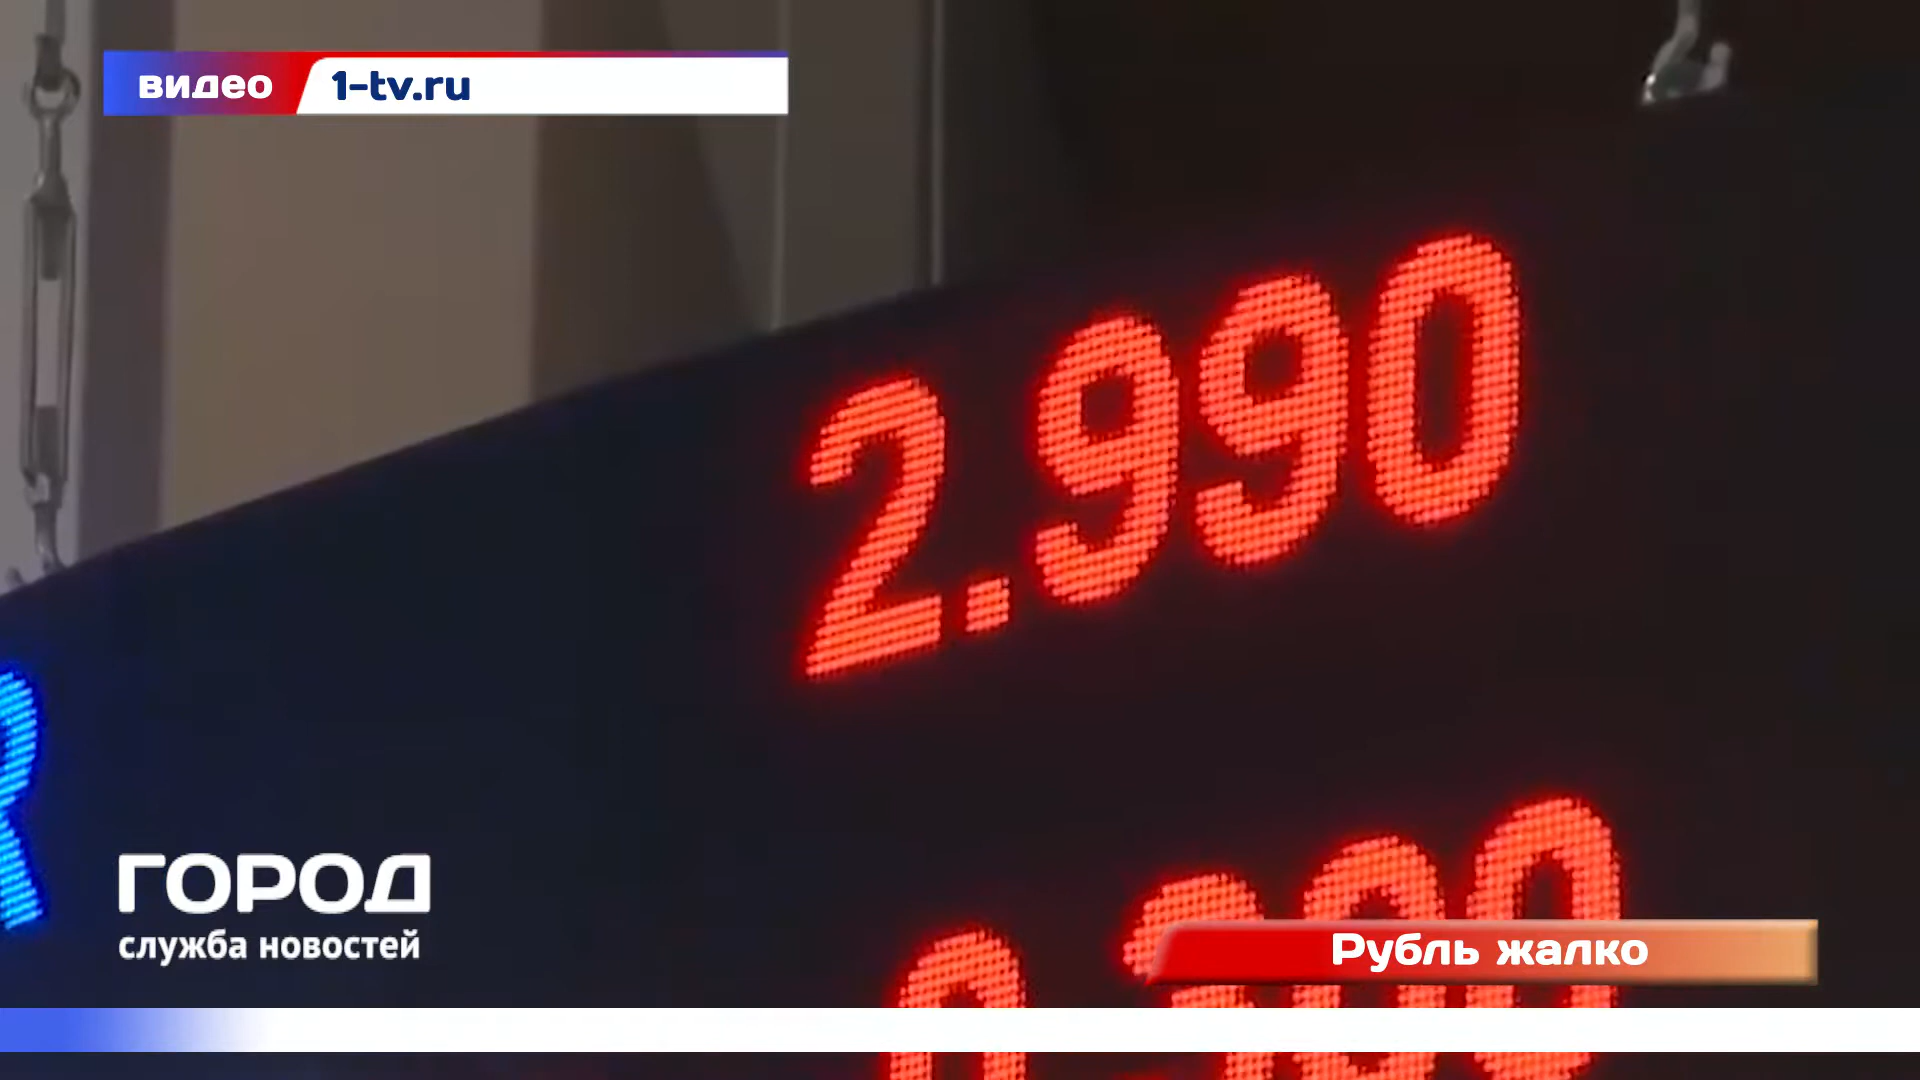 видео 1-tv.ru
2.990
R
ГОРОД
служба новостей
Рубль жалко